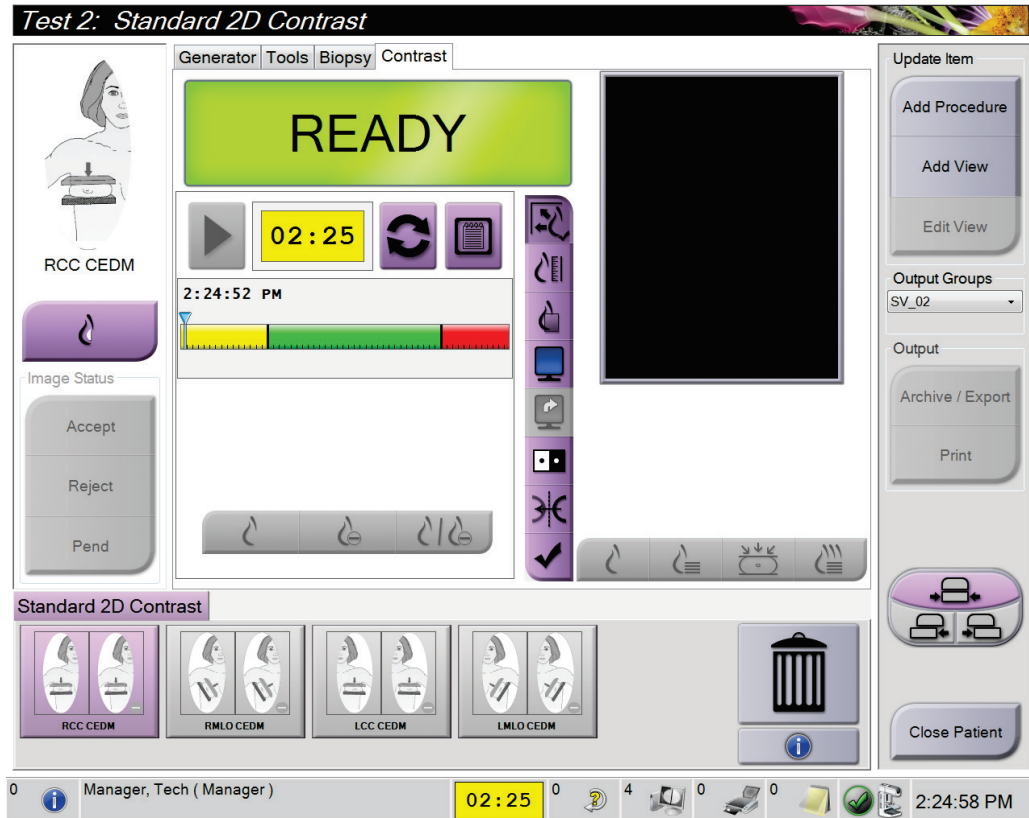 Test 2: Standard 2D Contrast
Generator Tools Biopsy Contrast
READY
02:25
2:24:52 PM
RCC CEDM
Image Status
Accept
Reject
Pend
Update Item
Add Procedure
Add View
Edit View
Output Groups
SV_02
Output
Archive / Export
Print
Close Patient
Standard 2D Contrast
RCC CEDM
RMLO CEDM
LCC CEDM
LMLO CEDM
0 Manager, Tech ( Manager ) 02:25 0 4 0 0 2:24:58 PM